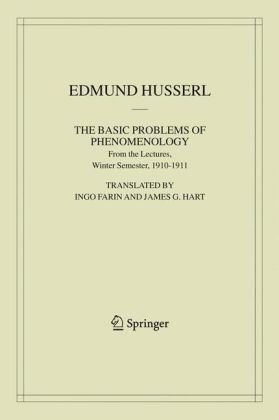 EDMUND HUSSERL
THE BASIC PROBLEMS OF
PHENOMENOLOGY
From the Lectures,
Winter Semester, 1910-1911
TRANSLATED BY
INGO FARIN AND JAMES G. HART
Springer